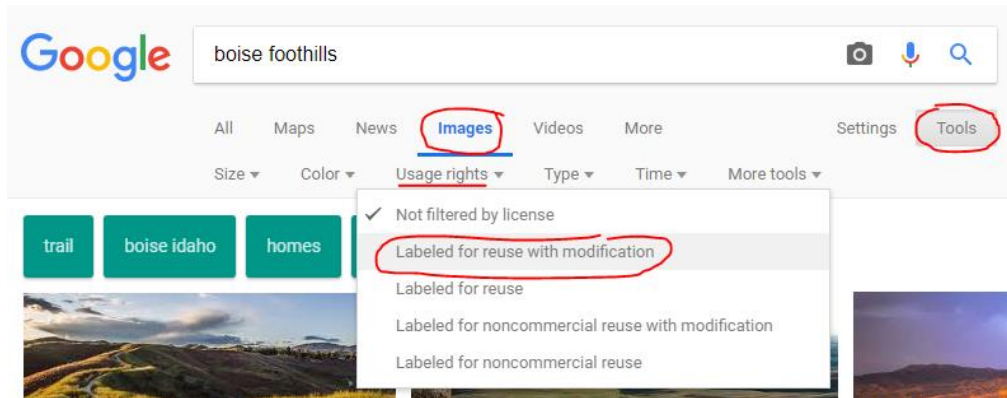 Google boise foothills
All Maps News Images Videos More Settings Tools
Size Color Usage rights Type Time More tools
Not filtered by license
trail boise idaho homes Labeled for reuse with modification
Labeled for reuse
Labeled for noncommercial reuse with modification
Labeled for noncommercial reuse